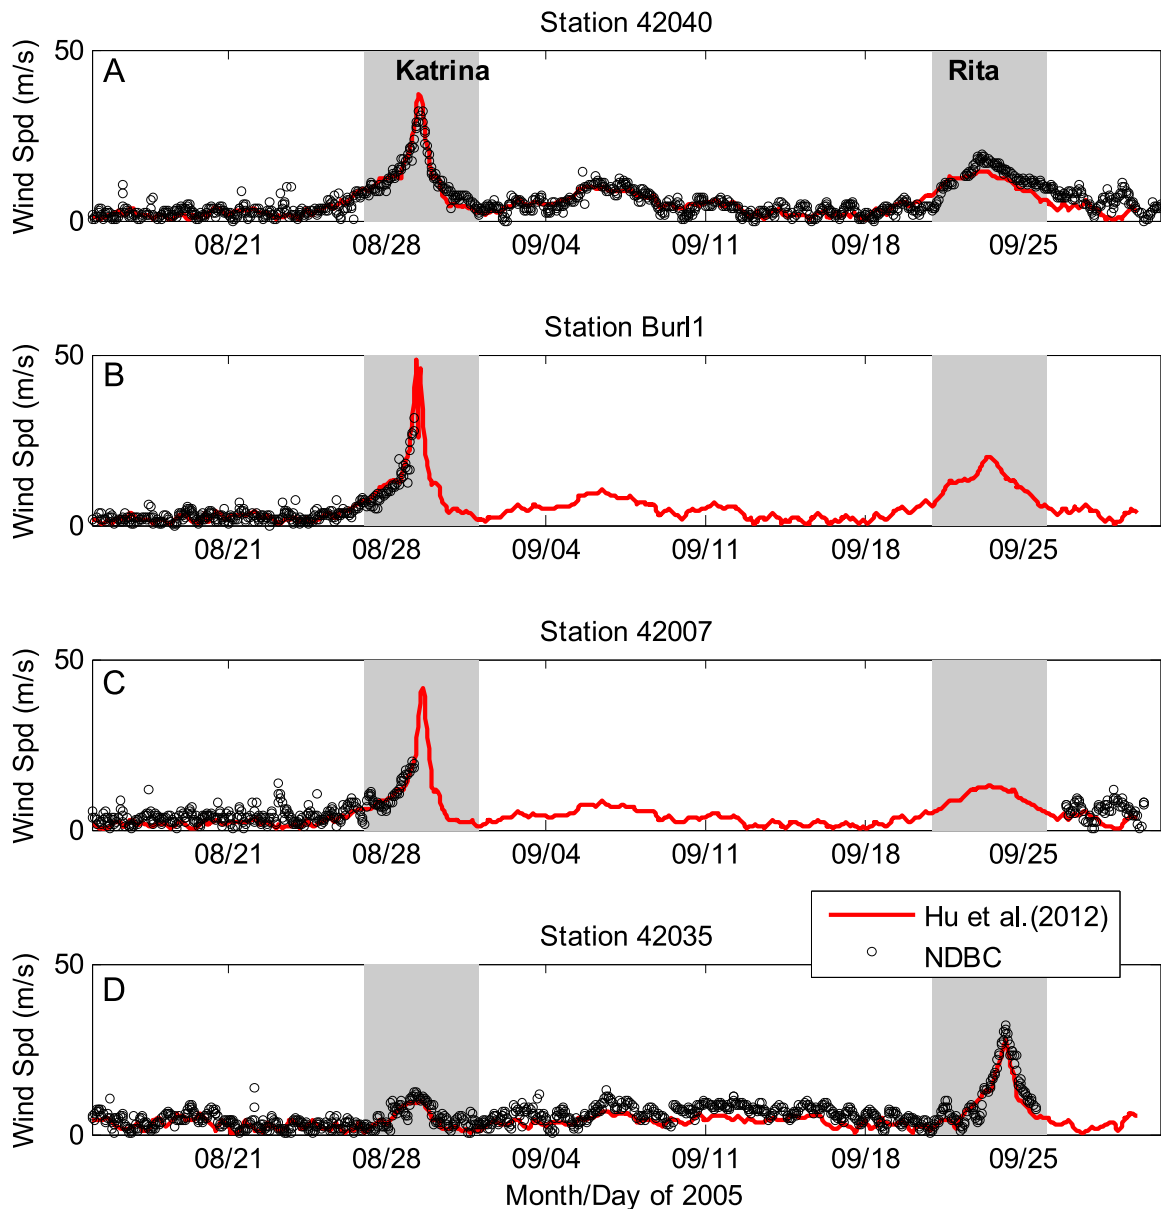 Station 42040
Wind Spd (m/s)
50
0
A
Katrina
Rita
08/21 08/28 09/04 09/11 09/18 09/25
Station Burl1
Wind Spd (m/s)
50
0
B
08/21 08/28 09/04 09/11 09/18 09/25
Station 42007
Wind Spd (m/s)
50
0
C
08/21 08/28 09/04 09/11 09/18 09/25
Station 42035
Hu et al.(2012)
NDBC
Wind Spd (m/s)
50
0
D
08/21 08/28 09/04 09/11 09/18 09/25
Month/Day of 2005